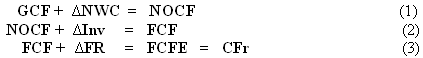 GCF + ΔNWC = NOCF (1)
NOCF + ΔInv = FCF (2)
FCF + ΔFR = FCFE = CFr (3)